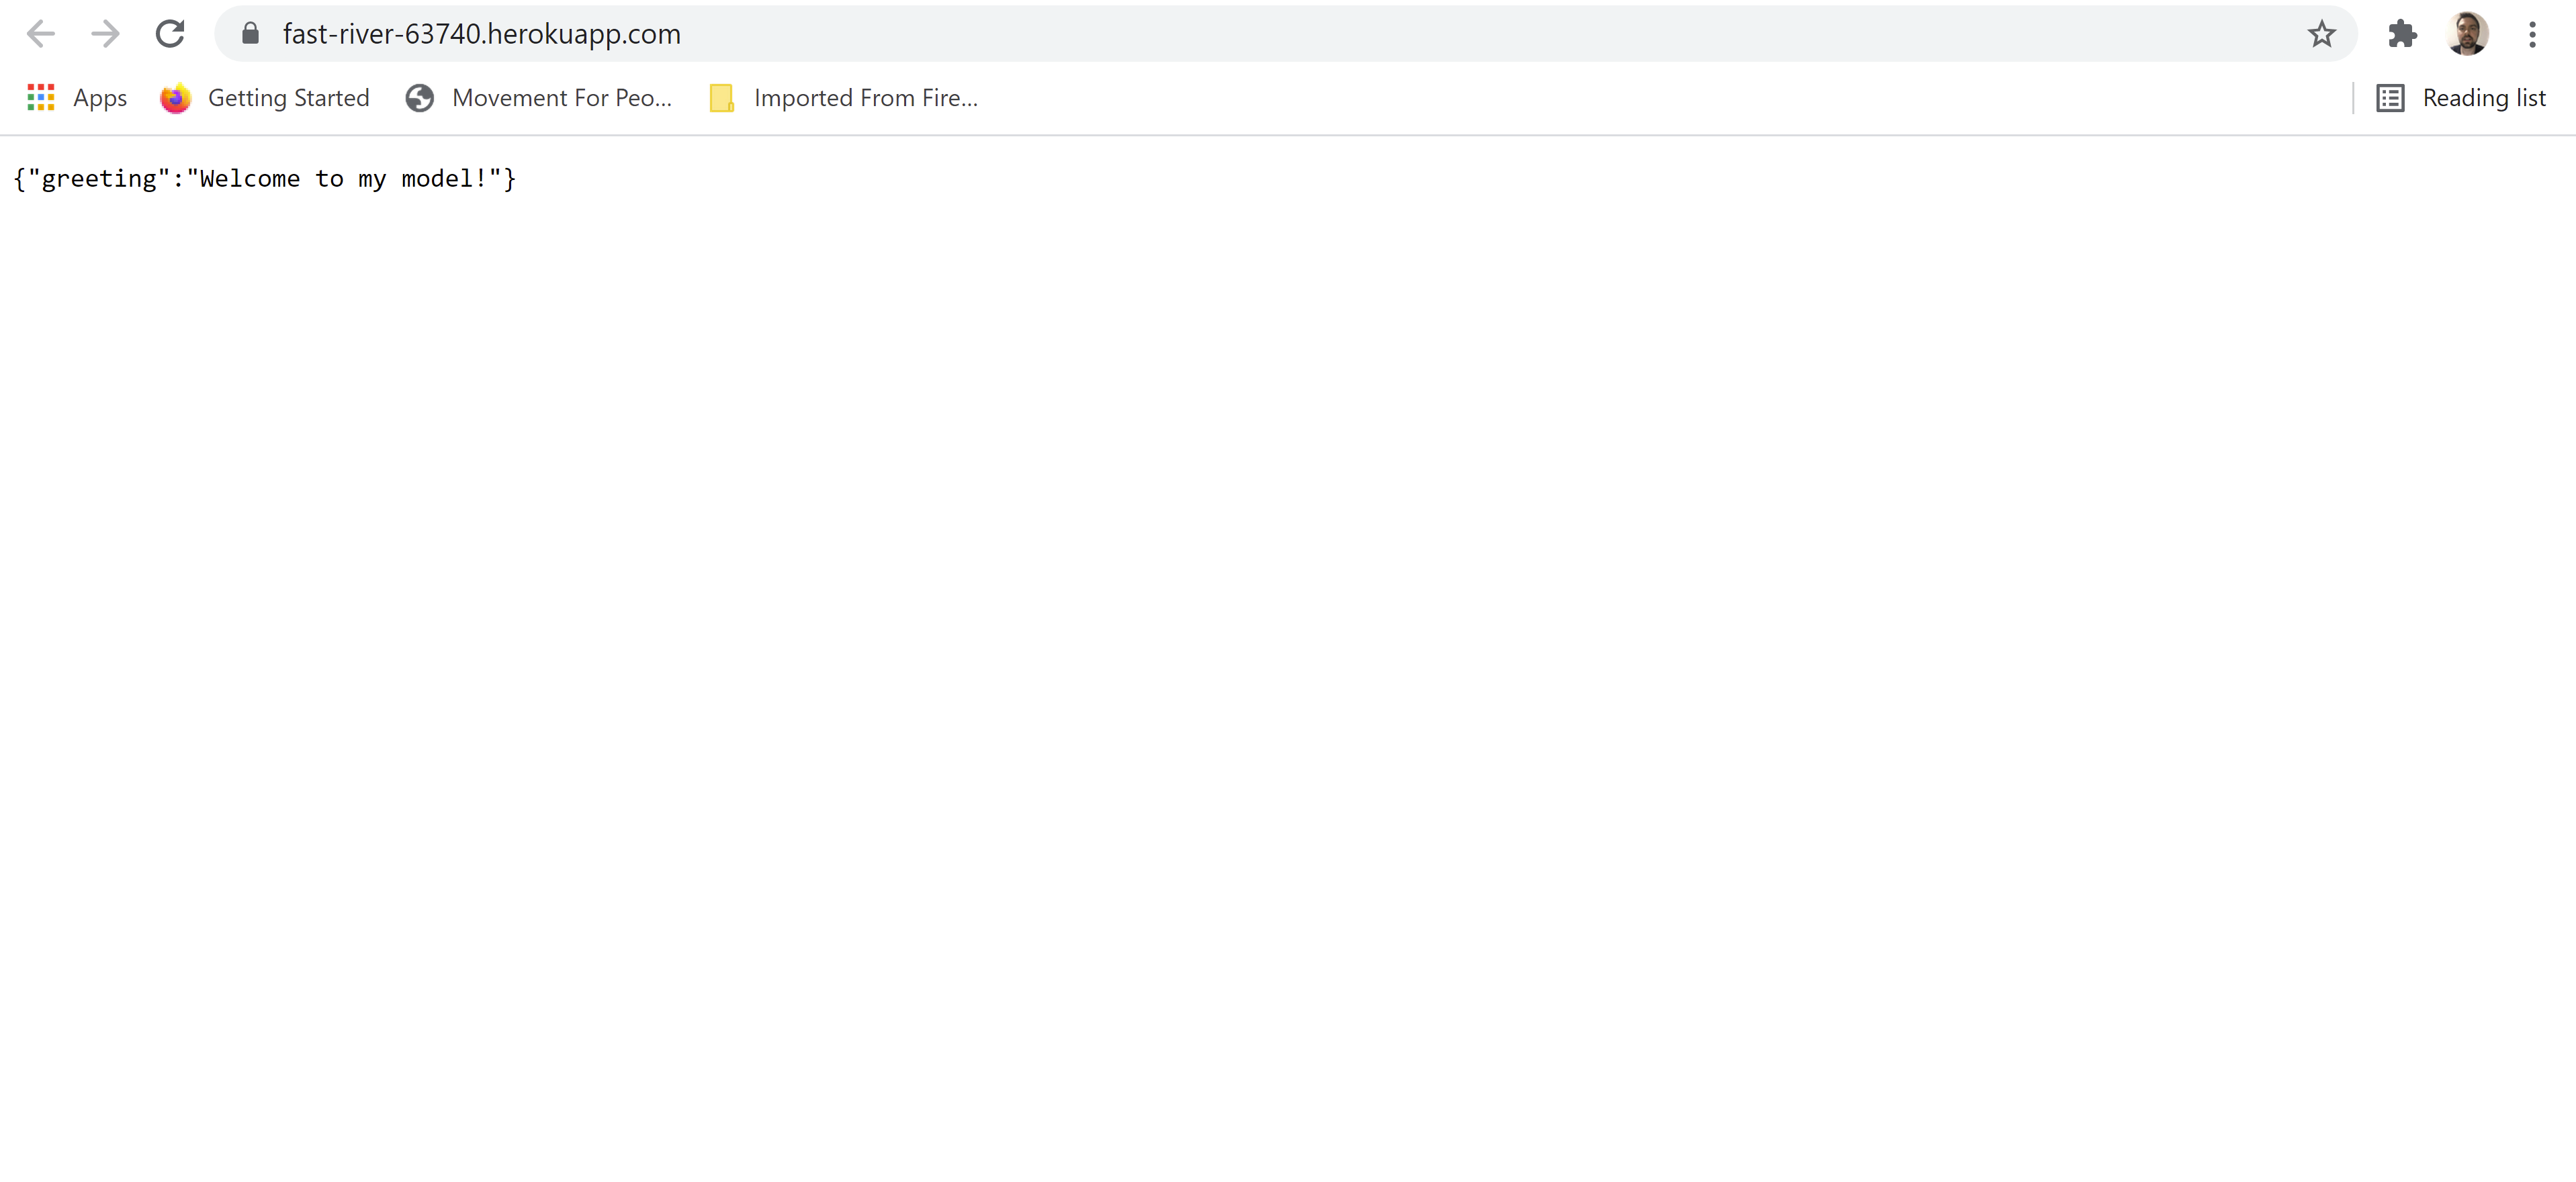 fast-river-63740.herokuapp.com
Apps Getting Started Movement For Peo... Imported From Fire... Reading list
{"greeting":"Welcome to my model!"}